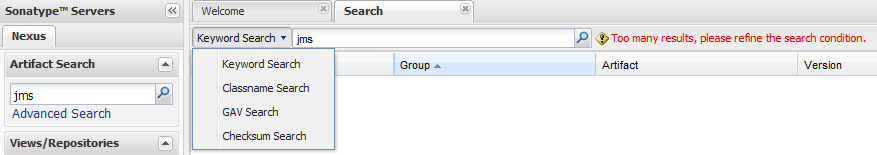 Sonatype™ Servers
Nexus
Artifact Search
jms
Advanced Search
Views/Repositories
Welcome
Search
Keyword Search jms Too many results, please refine the search condition.
Group Artifact Version
Keyword Search
Classname Search
GAV Search
Checksum Search